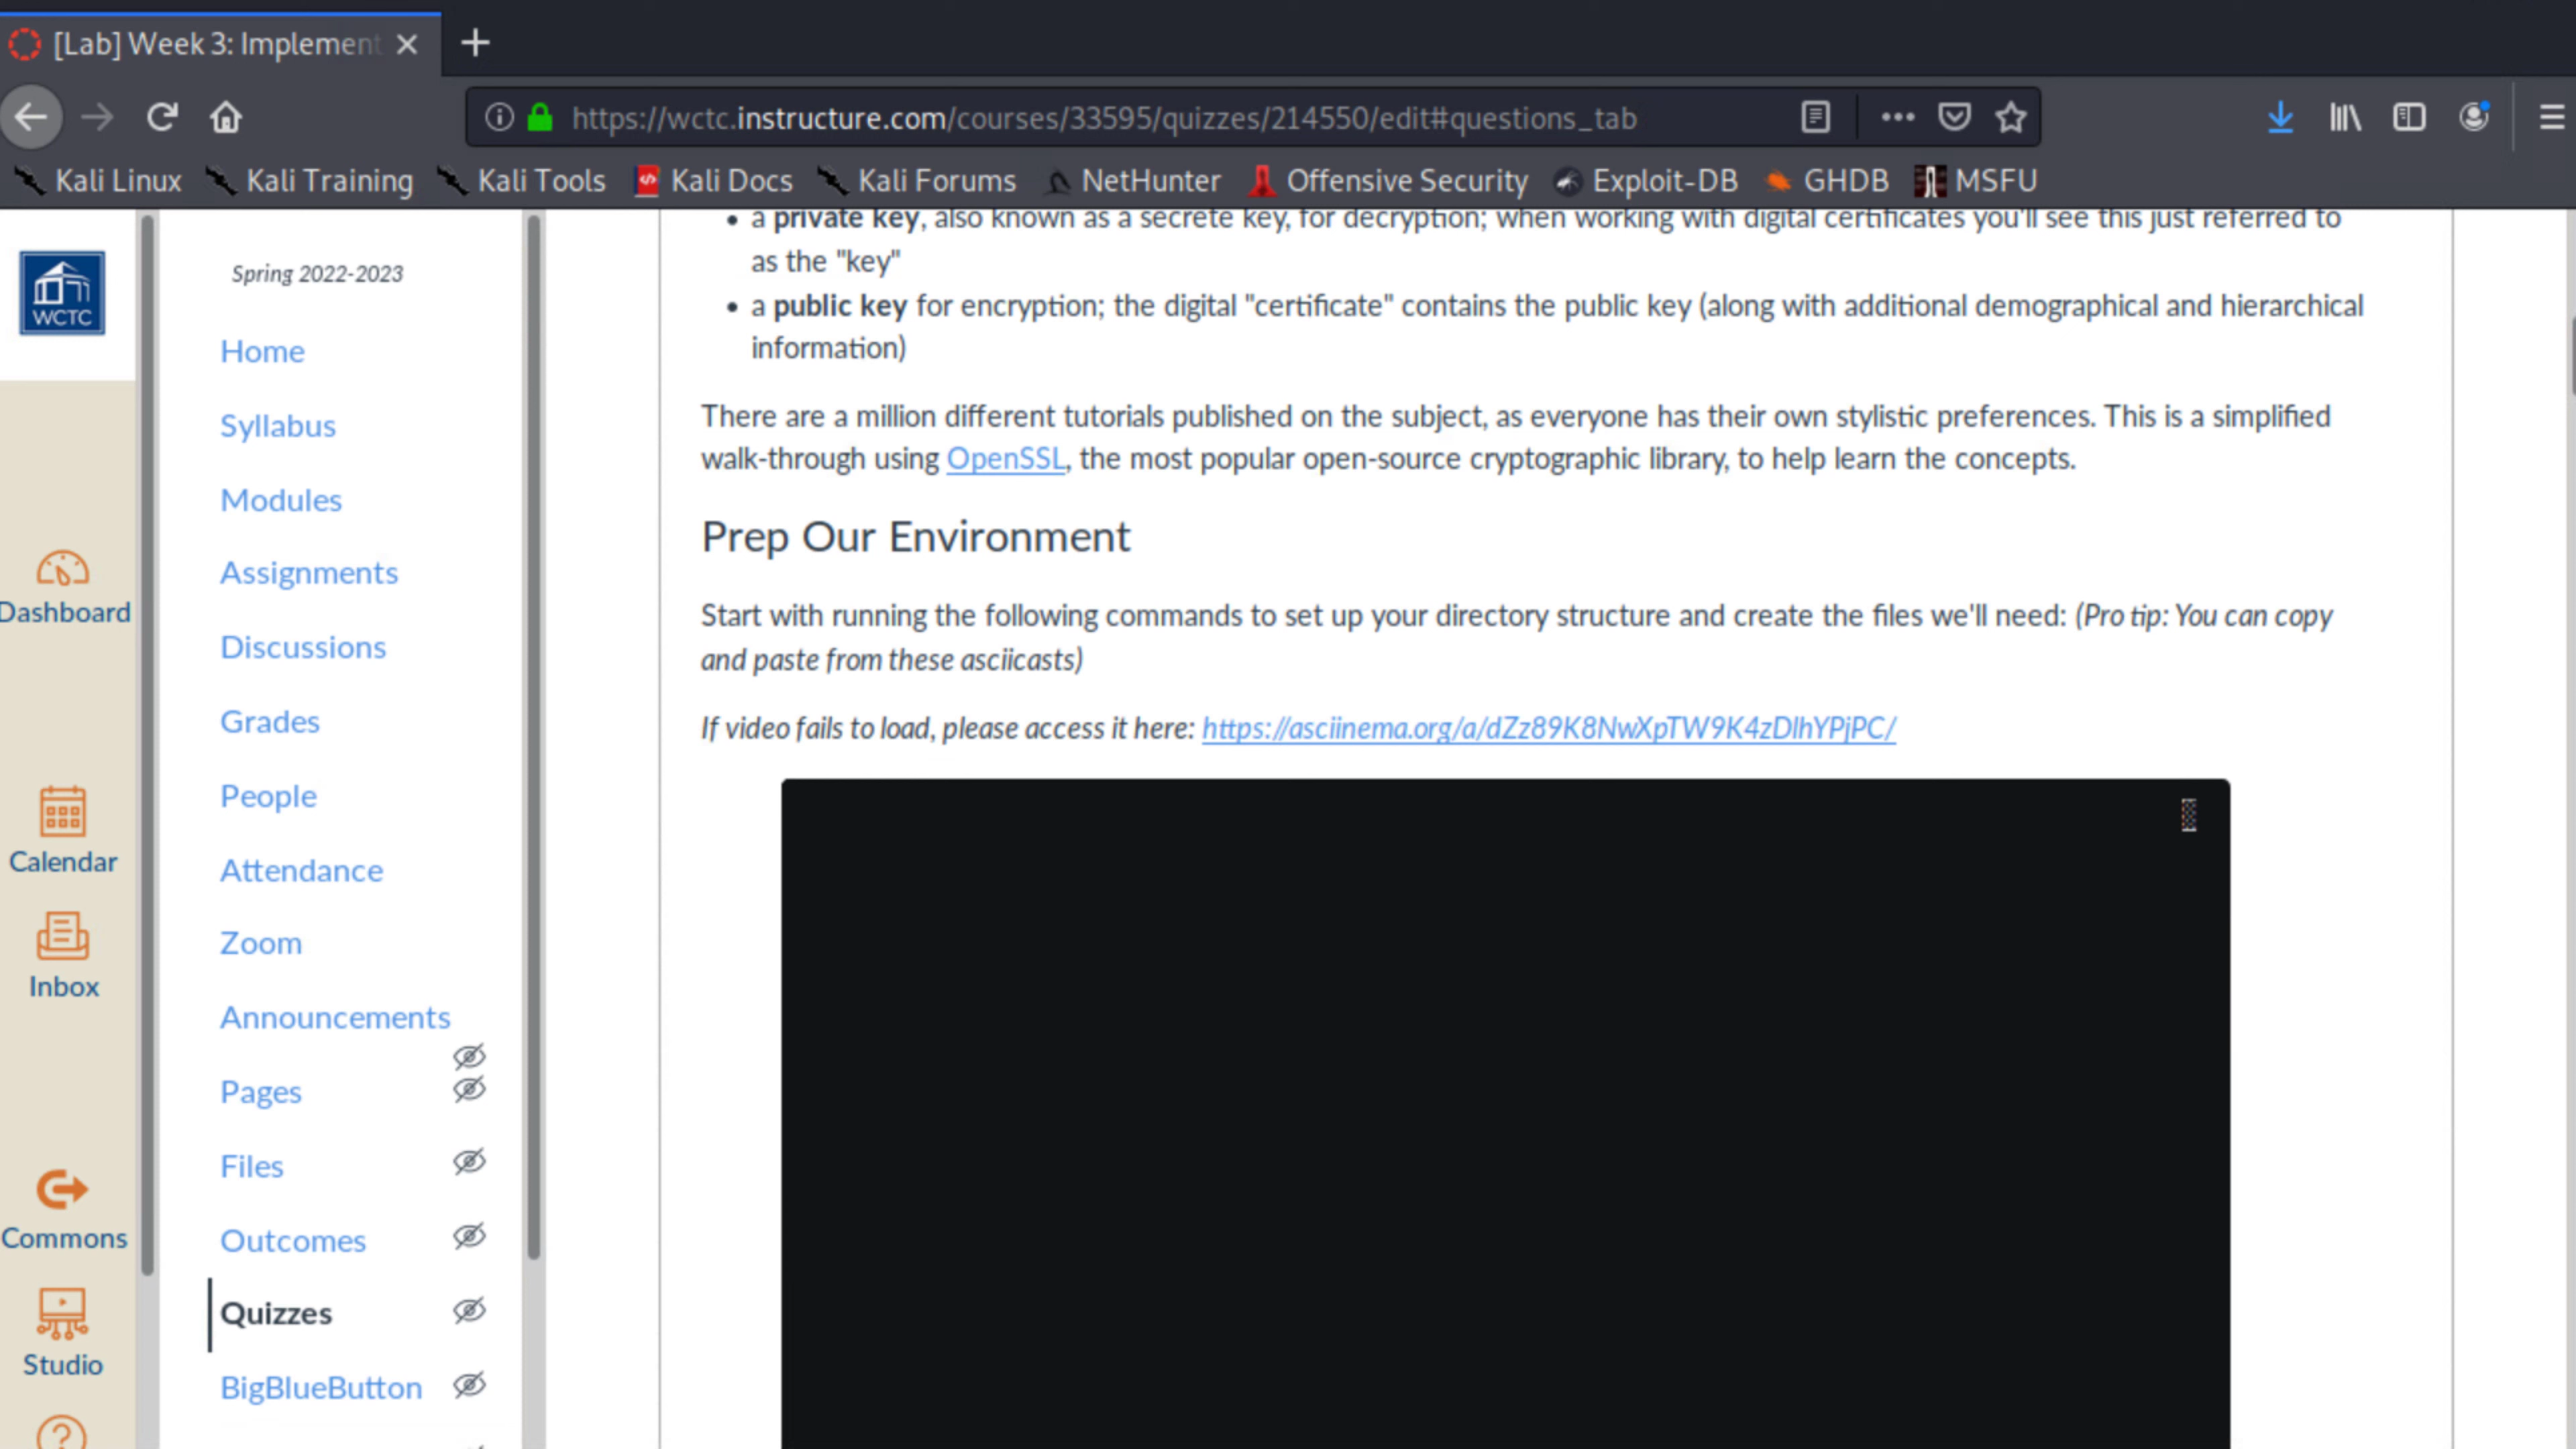 [Lab] Week 3: Implement
https://wctc.instructure.com/courses/33595/quizzes/214550/edit#questions_tab
Kali Linux Kali Training Kali Tools Kali Docs Kali Forums NetHunter Offensive Security Exploit-DB GHDB MSFU
WCTC
Dashboard
Calendar
Inbox
Commons
Studio
Spring 2022-2023
Home
Syllabus
Modules
Assignments
Discussions
Grades
People
Attendance
Zoom
Announcements
Pages
Files
Outcomes
Quizzes
BigBlueButton
• a private key, also known as a secrete key, for decryption; when working with digital certificates you'll see this just referred to
as the "key"
• a public key for encryption; the digital "certificate" contains the public key (along with additional demographical and hierarchical
information)
There are a million different tutorials published on the subject, as everyone has their own stylistic preferences. This is a simplified
walk-through using OpenSSL, the most popular open-source cryptographic library, to help learn the concepts.
Prep Our Environment
Start with running the following commands to set up your directory structure and create the files we'll need: (Pro tip: You can copy
and paste from these asciicasts)
If video fails to load, please access it here: https://asciinema.org/a/dZz89K8NwXpTW9K4zDlhYPjPC/